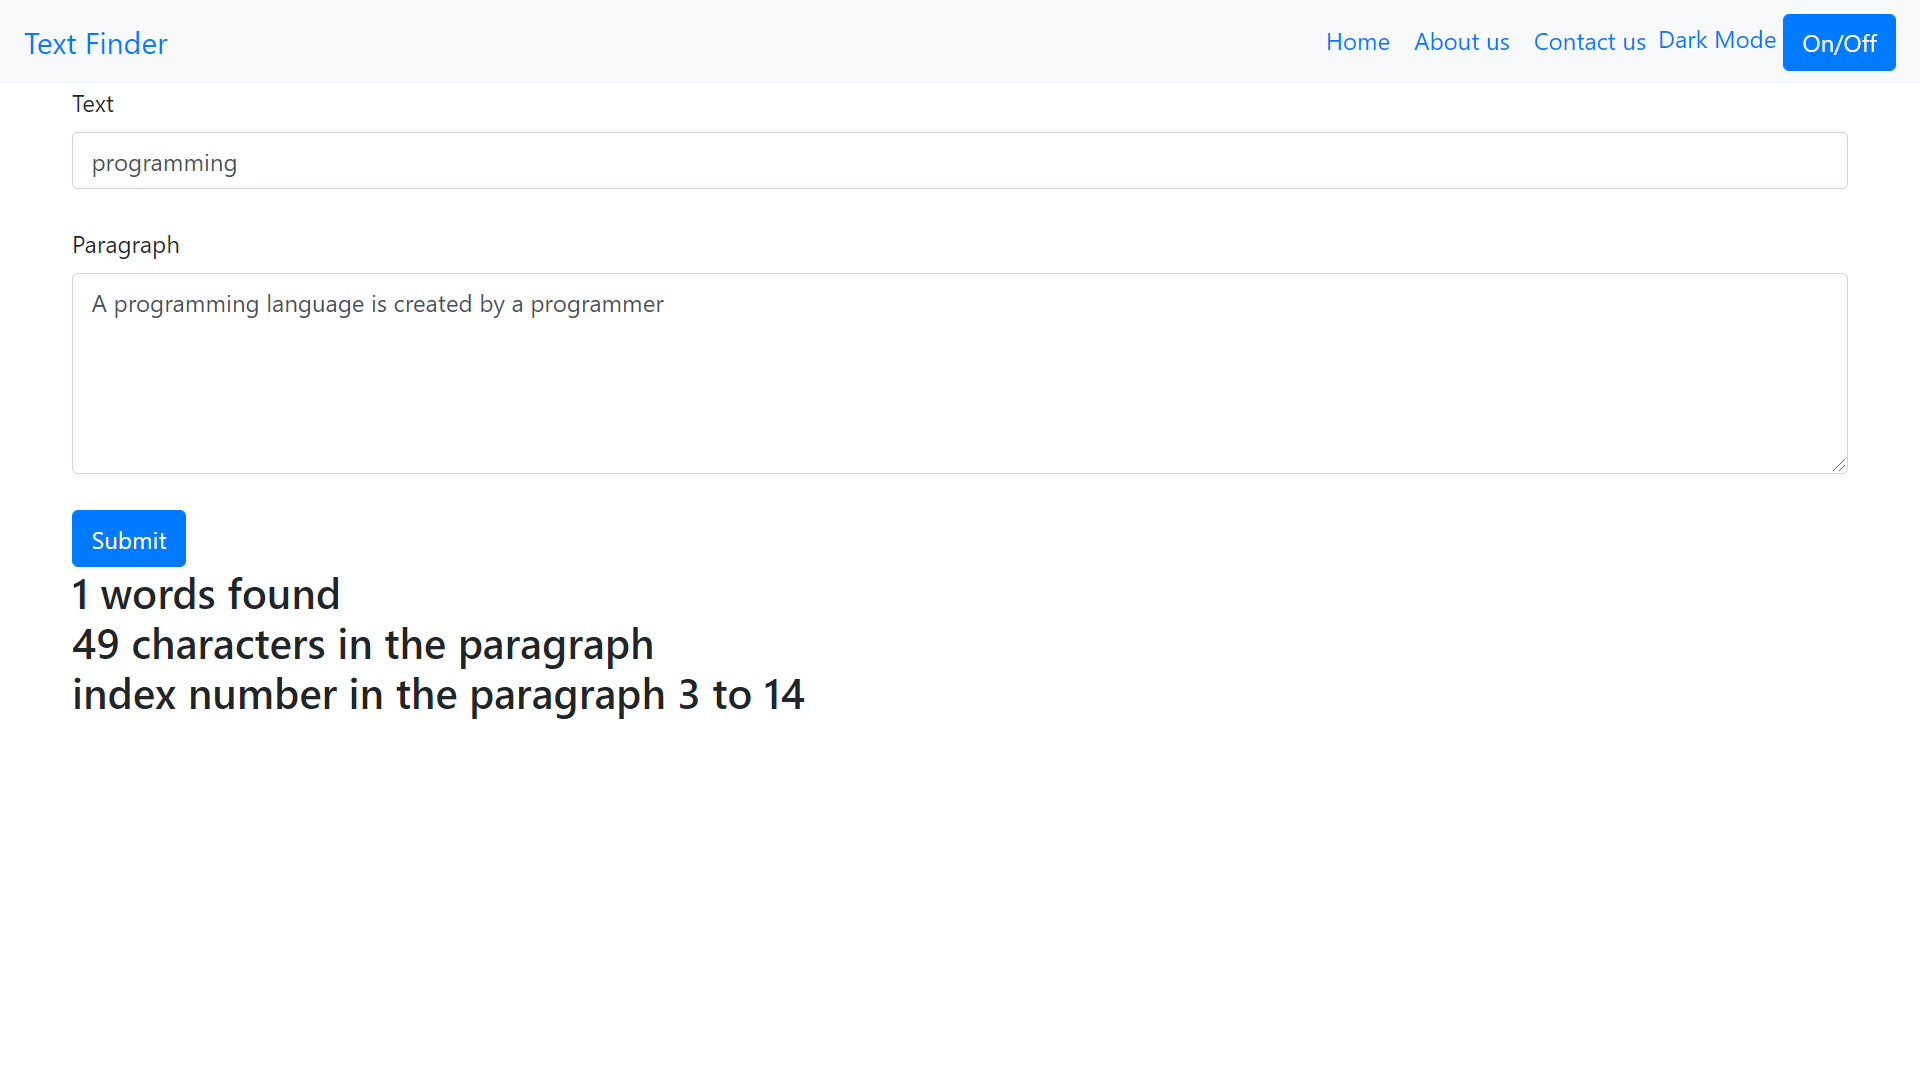 Text Finder
Home About us Contact us Dark Mode On/Off
Text
programming
Paragraph
A programming language is created by a programmer
Submit
1 words found
49 characters in the paragraph
index number in the paragraph 3 to 14